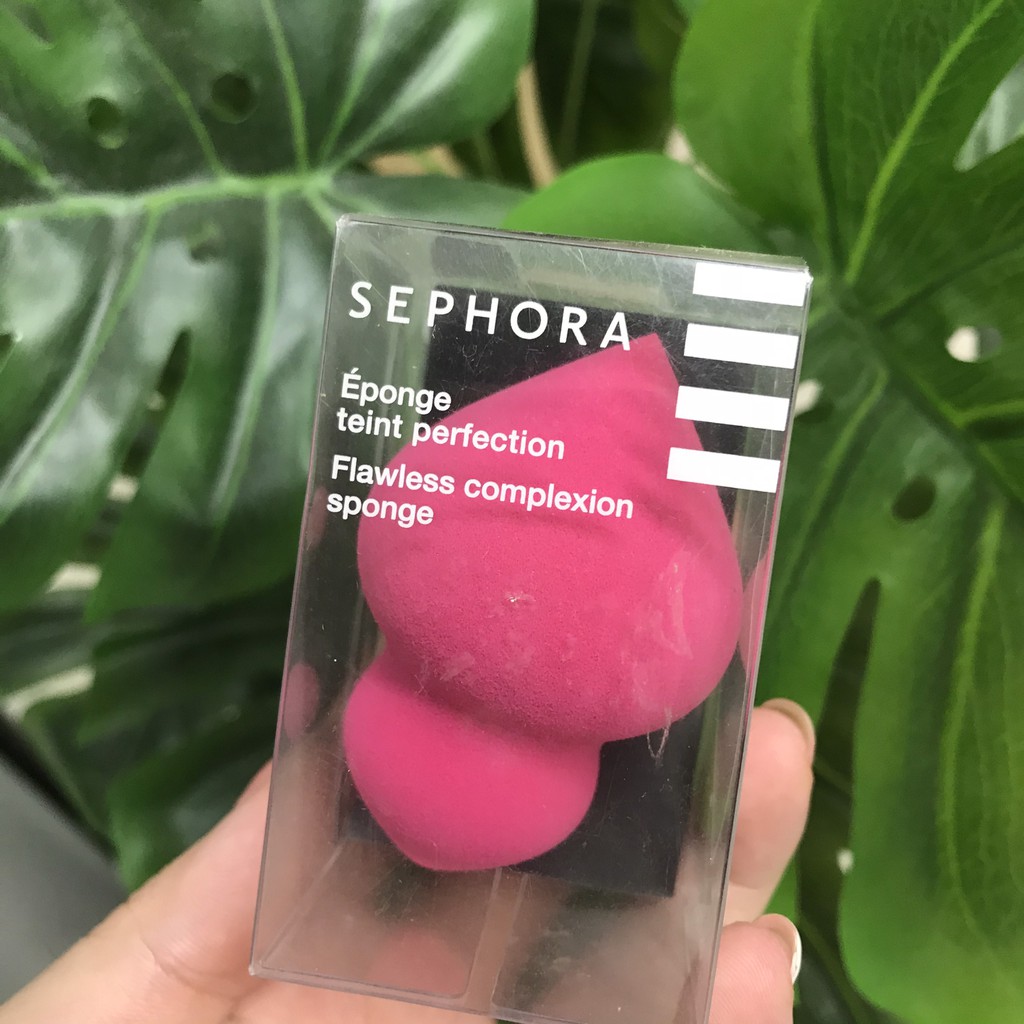 SEPHORA
Éponge
teint perfection
Flawless complexion
sponge